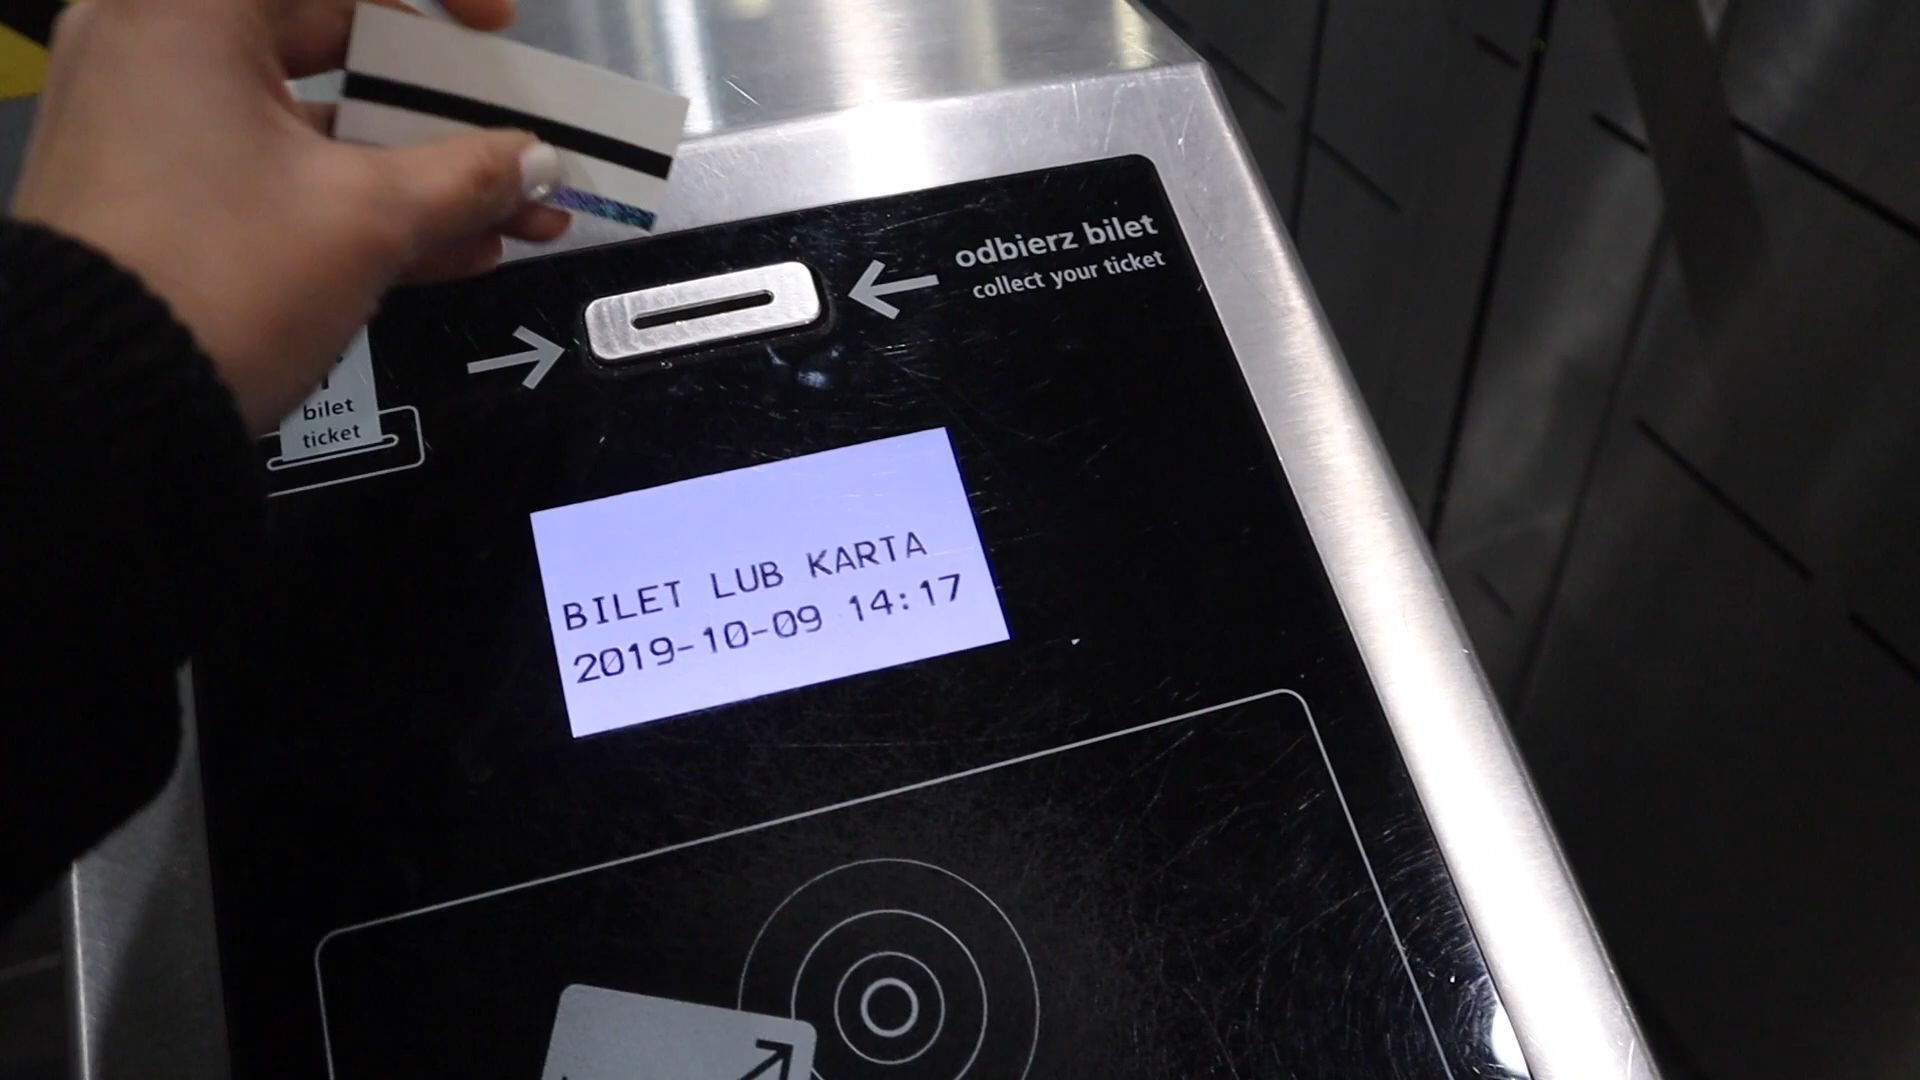 odbierz bilet
collect your ticket
bilet
ticket
BILET LUB KARTA
2019-10-09 14:17